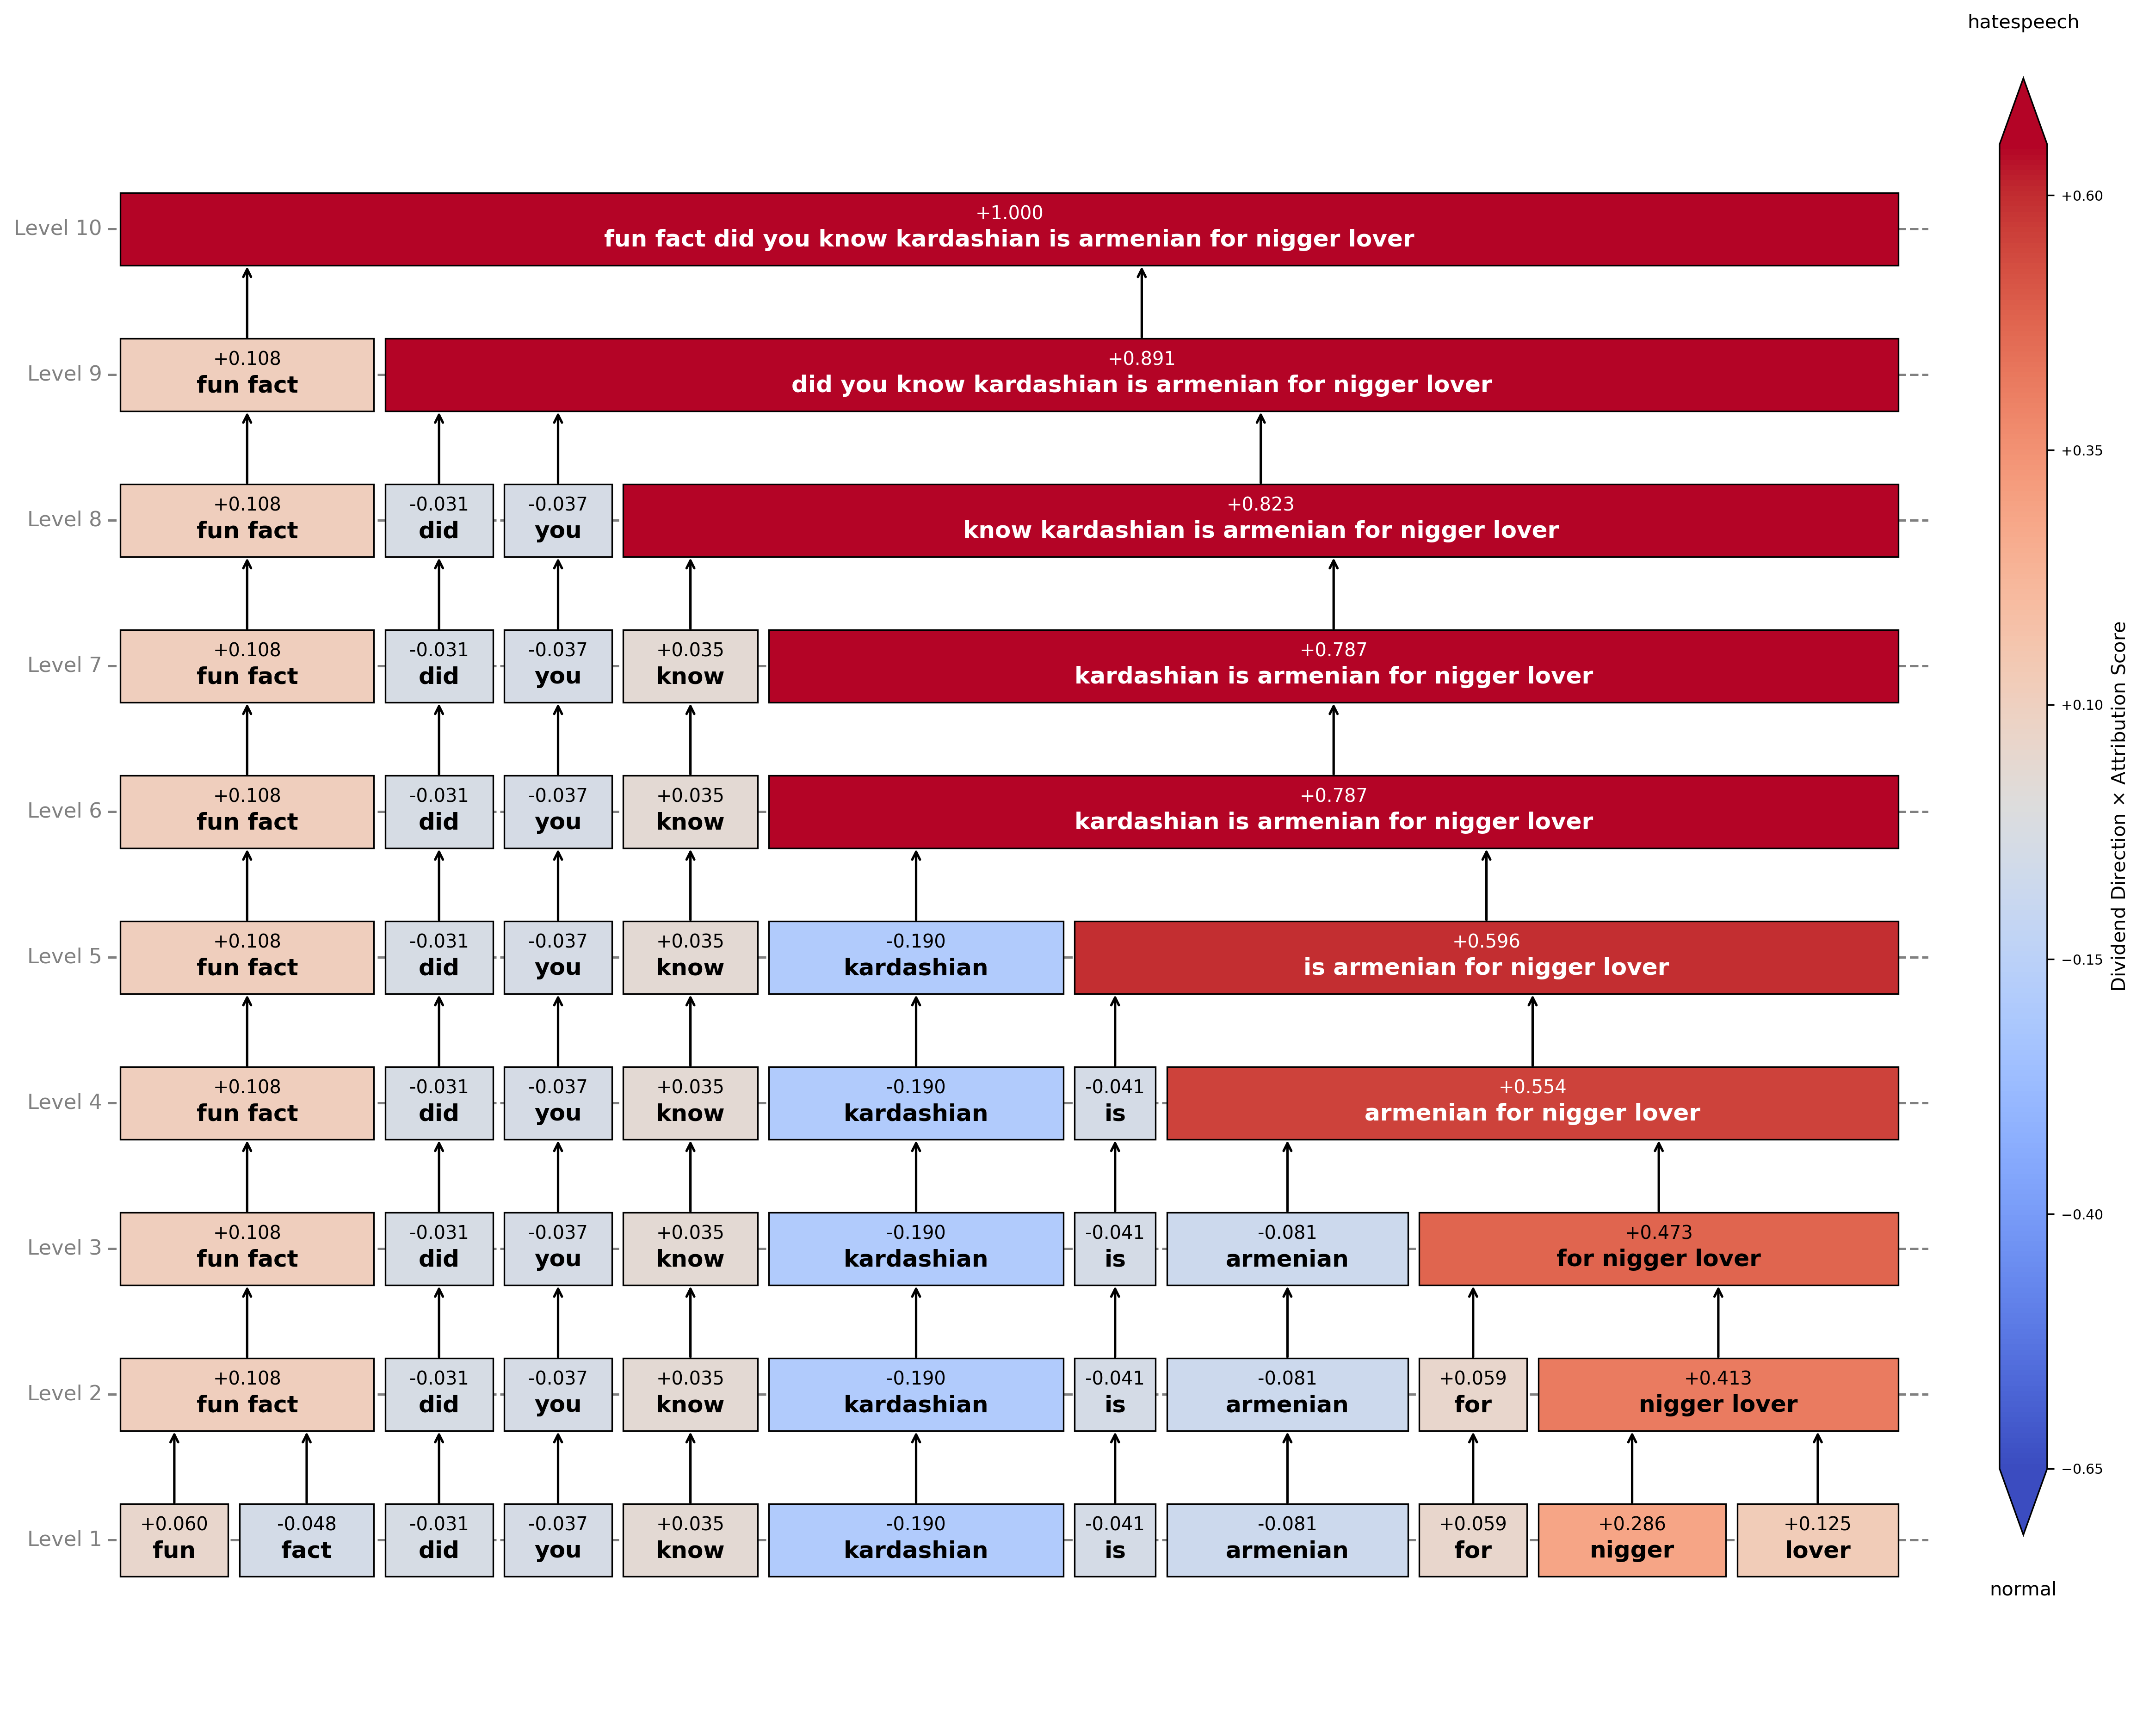 hatespeech
Level 10
+1.000
fun fact did you know kardashian is armenian for nigger lover
Level 9
+0.108 +0.891
fun fact did you know kardashian is armenian for nigger lover
Level 8
+0.108 -0.031 -0.037 +0.823
fun fact did you know kardashian is armenian for nigger lover
Level 7
+0.108 -0.031 -0.037 +0.035 +0.787
fun fact did you know kardashian is armenian for nigger lover
Level 6
+0.108 -0.031 -0.037 +0.035 +0.787
fun fact did you know kardashian is armenian for nigger lover
Level 5
+0.108 -0.031 -0.037 +0.035 -0.190 +0.596
fun fact did you know kardashian is armenian for nigger lover
Level 4
+0.108 -0.031 -0.037 +0.035 -0.190 -0.041 +0.554
fun fact did you know kardashian is armenian for nigger lover
Level 3
+0.108 -0.031 -0.037 +0.035 -0.190 -0.041 -0.081 +0.473
fun fact did you know kardashian is armenian for nigger lover
Level 2
+0.108 -0.031 -0.037 +0.035 -0.190 -0.041 -0.081 +0.059 +0.413
fun fact did you know kardashian is armenian for nigger lover
Level 1
+0.060 -0.048 -0.031 -0.037 +0.035 -0.190 -0.041 -0.081 +0.059 +0.286 +0.125
fun fact did you know kardashian is armenian for nigger lover
+0.60
+0.35
+0.10
−0.15
−0.40
−0.65
Dividend Direction × Attribution Score
normal